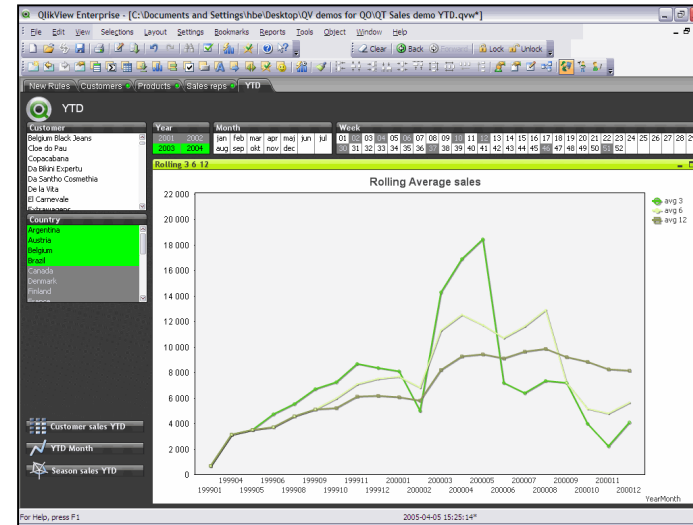 QlikView Enterprise - [C:\Documents and Settings\hbe\Desktop\QV demos for QO\QT Sales demo YTD.qvw*]
File Edit View Selections Layout Settings Bookmarks Reports Tools Object Window Help
Clear Back Forward Lock Unlock
New Rules Customers Products Sales reps YTD
YTD
Customer
Belgium Black Jeans
Cloe do Pau
Copacabana
Da Bikini Expertu
Da Santho Cosmethia
De la Vita
El Carnevale
Extrawagens
Year
2001 2002
2003 2004
Month
jan feb mar apr maj jun jul
aug sep okt nov dec
Week
01 02 03 04 05 06 07 08 09 10 11 12 13 14 15 16 17 18 19 20 21 22 23 24 25 26 27 28 29
30 31 32 33 34 35 36 37 38 39 40 41 42 43 44 45 46 47 48 49 50 51 52
Rolling 3 6 12
Country
Argentina
Austria
Belgium
Brazil
Canada
Denmark
Finland
France
Customer sales YTD
YTD Month
Season sales YTD
Rolling Average sales
22 000
20 000
18 000
16 000
14 000
12 000
10 000
8 000
6 000
4 000
2 000
0
avg 3
avg 6
avg 12
199904 199906 199909 199911 200001 200003 200005 200007 200009 200011
199901 199905 199908 199910 199912 200002 200004 200006 200008 200010 200012
YearMonth
For Help, press F1
2005-04-05 15:25:14*